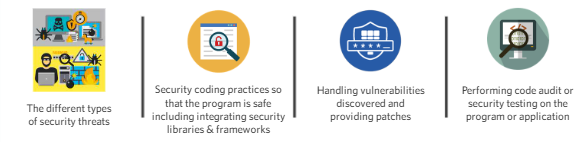 The different types
of security threats
Security coding practices so
that the program is safe
including integrating security
libraries & frameworks
Handling vulnerabilities
discovered and
providing patches
Performing code audit or
security testing on the
program or application